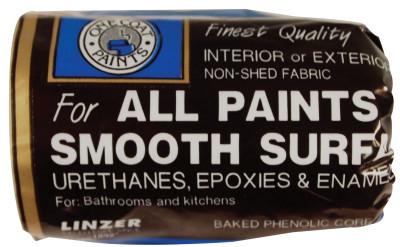 ONE COAT
PAINTS
Finest Quality
INTERIOR or EXTERIO
NON-SHED FABRIC
For ALL PAINTS
SMOOTH SURFA
URETHANES, EPOXIES & ENAME
For: Bathrooms and kitchens
LINZER
BAKED PHENOLIC CORE